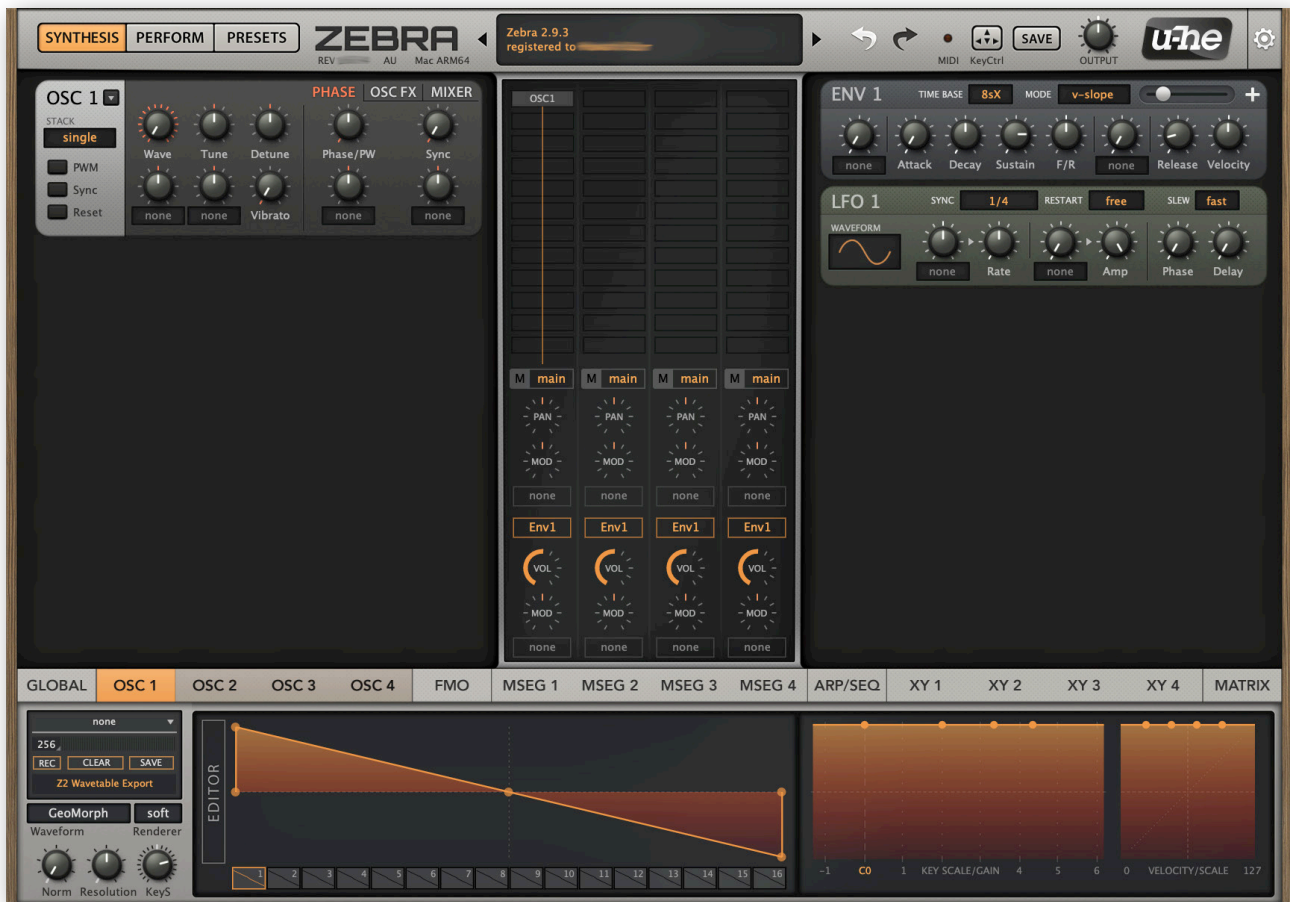 SYNTHESIS PERFORM PRESETS
ZEBRA
REV AU Mac ARM64
Zebra 2.9.3
registered to
MIDI KeyCtrl
SAVE
OUTPUT
u-he
OSC 1
PHASE OSC FX MIXER
STACK
single
PWM
Sync
Reset
Wave Tune Detune Phase/PW Sync
none none Vibrato none none
OSC1
M main M main M main M main
PAN PAN PAN PAN
MOD MOD MOD MOD
none none none none
Env1 Env1 Env1 Env1
VOL VOL VOL VOL
MOD MOD MOD MOD
none none none none
ENV 1 TIME BASE 8sX MODE v-slope
none Attack Decay Sustain F/R none Release Velocity
LFO 1 SYNC 1/4 RESTART free SLEW fast
WAVEFORM
none Rate none Amp Phase Delay
GLOBAL OSC 1 OSC 2 OSC 3 OSC 4 FMO MSEG 1 MSEG 2 MSEG 3 MSEG 4 ARP/SEQ XY 1 XY 2 XY 3 XY 4 MATRIX
none
256
REC CLEAR SAVE
Z2 Wavetable Export
GeoMorph soft
Waveform Renderer
Norm Resolution KeyS
EDITOR
1 2 3 4 5 6 7 8 9 10 11 12 13 14 15 16
-1 C0 1 KEY SCALE/GAIN 4 5 6
0 VELOCITY/SCALE 127